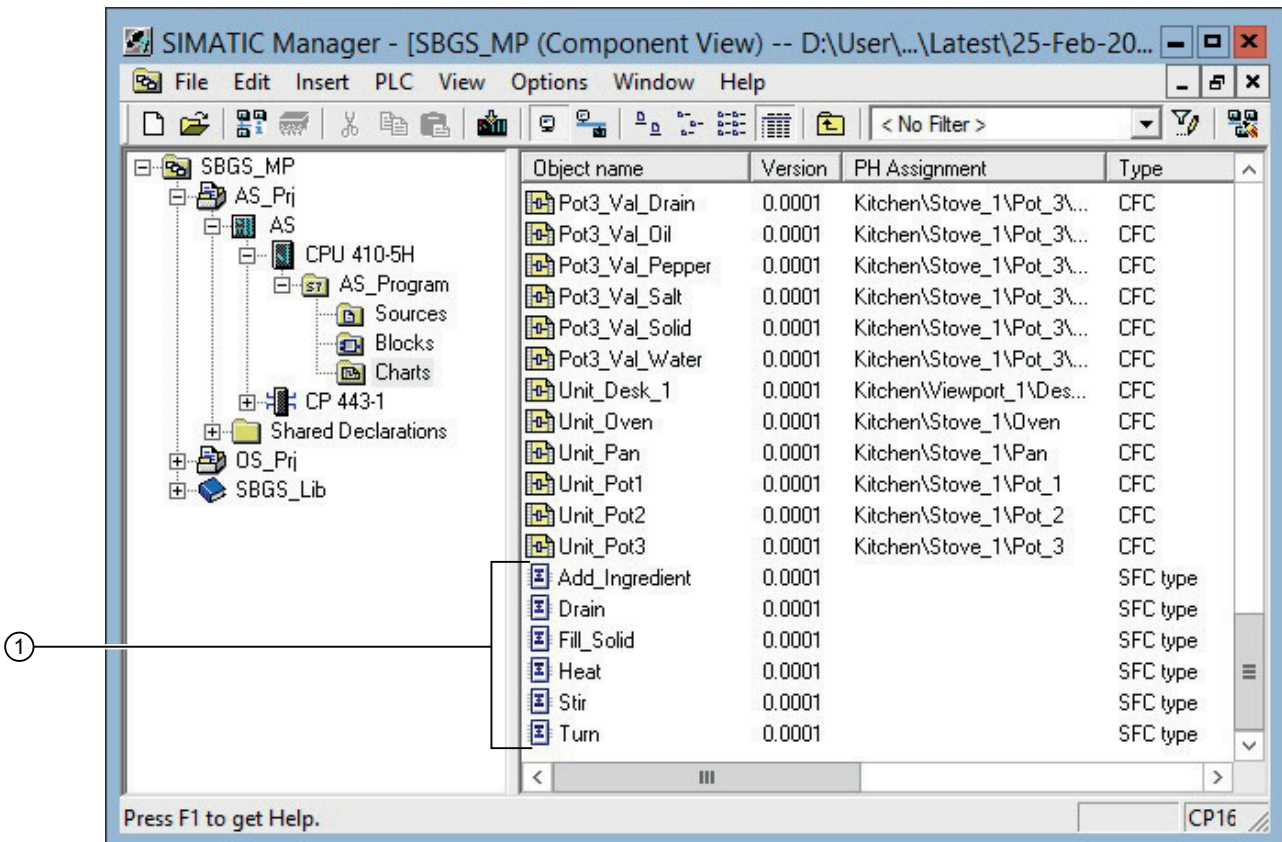 SIMATIC Manager - [SBGS_MP (Component View) -- D:\User\...\Latest\25-Feb-20...
File Edit Insert PLC View Options Window Help
< No Filter >
SBGS_MP
AS_Prj
AS
CPU 410-5H
S7 AS_Program
Sources
Blocks
Charts
CP 443-1
Shared Declarations
OS_Prj
SBGS_Lib
Object name Version PH Assignment Type
Pot3_Val_Drain 0.0001 Kitchen\Stove_1\Pot_3\... CFC
Pot3_Val_Oil 0.0001 Kitchen\Stove_1\Pot_3\... CFC
Pot3_Val_Pepper 0.0001 Kitchen\Stove_1\Pot_3\... CFC
Pot3_Val_Salt 0.0001 Kitchen\Stove_1\Pot_3\... CFC
Pot3_Val_Solid 0.0001 Kitchen\Stove_1\Pot_3\... CFC
Pot3_Val_Water 0.0001 Kitchen\Stove_1\Pot_3\... CFC
Unit_Desk_1 0.0001 Kitchen\Viewport_1\Des... CFC
Unit_Oven 0.0001 Kitchen\Stove_1\Oven CFC
Unit_Pan 0.0001 Kitchen\Stove_1\Pan CFC
Unit_Pot1 0.0001 Kitchen\Stove_1\Pot_1 CFC
Unit_Pot2 0.0001 Kitchen\Stove_1\Pot_2 CFC
Unit_Pot3 0.0001 Kitchen\Stove_1\Pot_3 CFC
Add_Ingredient 0.0001 SFC type
Drain 0.0001 SFC type
Fill_Solid 0.0001 SFC type
Heat 0.0001 SFC type
Stir 0.0001 SFC type
Turn 0.0001 SFC type
①
Press F1 to get Help. CP16